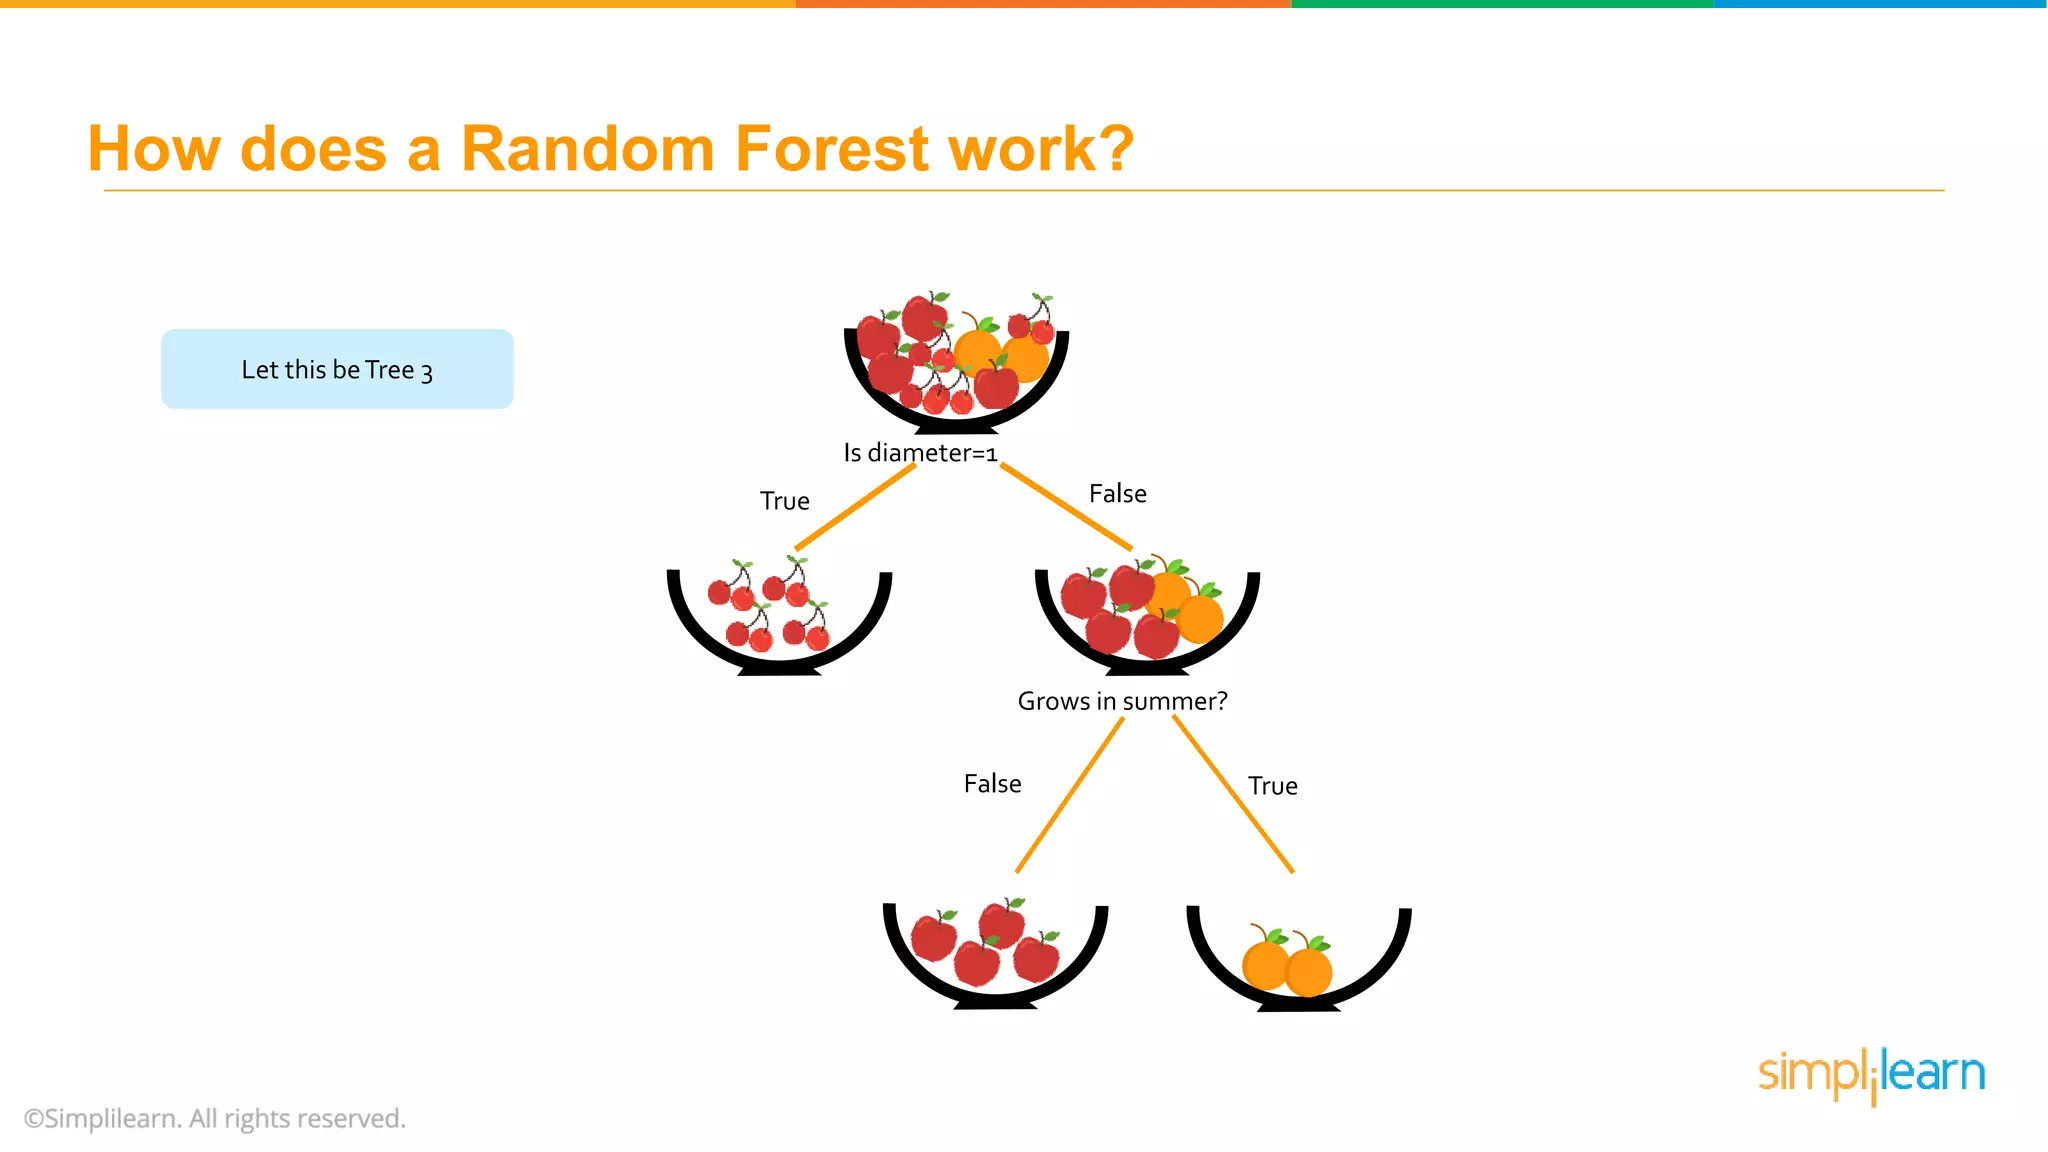 How does a Random Forest work?
Let this be Tree 3
Is diameter=1
True
False
Grows in summer?
False
True
simplilearn
©Simplilearn. All rights reserved.